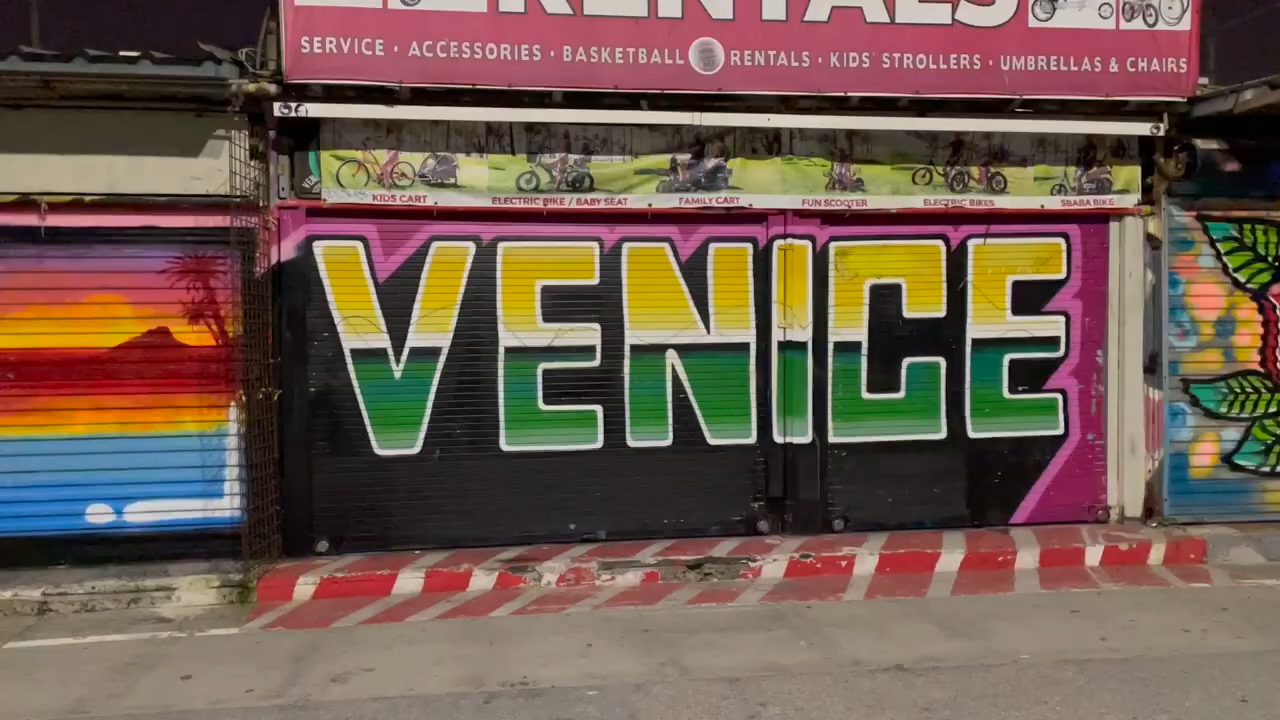 RENTALS
SERVICE • ACCESSORIES • BASKETBALL RENTALS • KIDS' STROLLERS • UMBRELLAS & CHAIRS
KIDS CART ELECTRIC BIKE / BABY SEAT FAMILY CART FUN SCOOTER ELECTRIC BIKES SBABA BIKE
VENICE